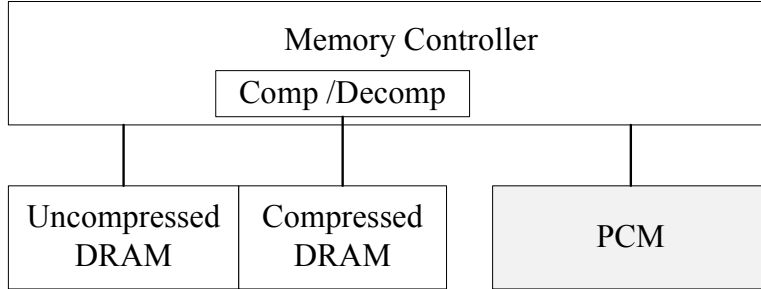 Memory Controller
Comp /Decomp
Uncompressed
DRAM
Compressed
DRAM
PCM